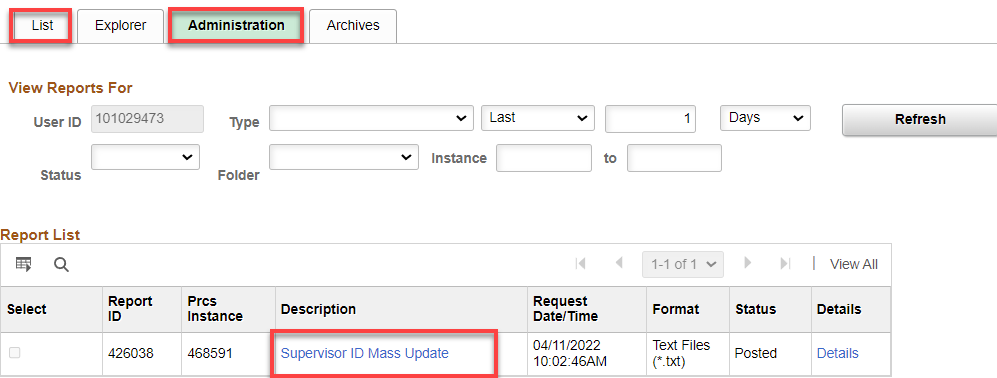 List Explorer Administration Archives
View Reports For
User ID 101029473 Type Last 1 Days Refresh
Status Folder Instance to
Report List
1-1 of 1 View All
Select Report ID Prcs Instance Description Request Date/Time Format Status Details
426038 468591 Supervisor ID Mass Update 04/11/2022 10:02:46AM Text Files (*.txt) Posted Details